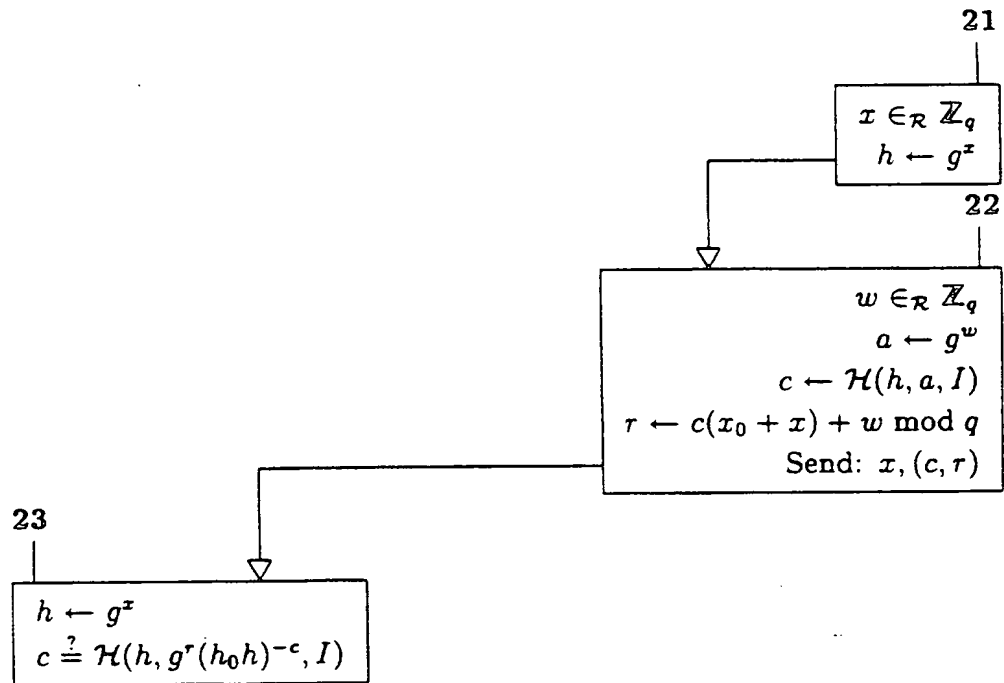 21
x ∈_R ℤ_q
h ← g^x
22
w ∈_R ℤ_q
a ← g^w
c ← ℋ(h, a, I)
r ← c(x_0 + x) + w mod q
Send: x, (c, r)
23
h ← g^x
c ≟ ℋ(h, g^r(h_0h)^{-c}, I)